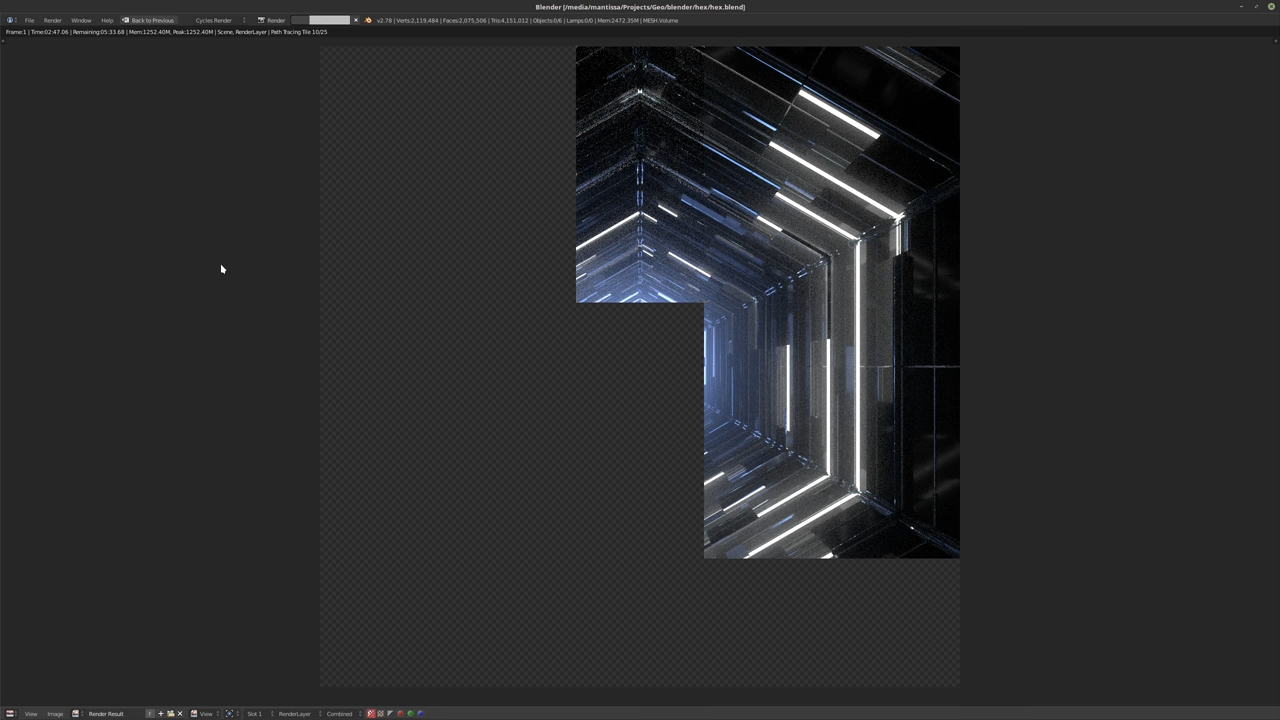 Blender [/media/mantissa/Projects/Geo/blender/hex/hex.blend]
File Render Window Help Back to Previous Cycles Render Render v2.78 | Verts:2,119,484 | Faces:2,075,506 | Tris:4,151,012 | Objects:0/6 | Lamps:0/0 | Mem:2472.35M | MESH.Volume
Frame:1 | Time:02:47.06 | Remaining:05:33.68 | Mem:1252.40M, Peak:1252.40M | Scene, RenderLayer | Path Tracing Tile 10/25
View Image Render Result F View Slot 1 RenderLayer Combined